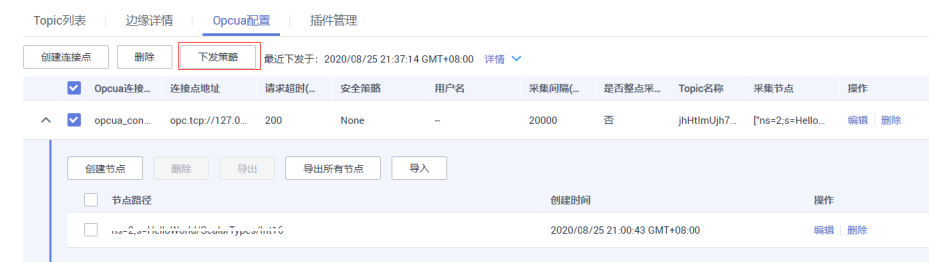 Topic列表 边缘详情 Opcua配置 插件管理
创建连接点 删除 下发策略 最近下发于：2020/08/25 21:37:14 GMT+08:00 详情
Opcua连接... 连接点地址 请求超时(... 安全策略 用户名 采集间隔(... 是否整点采... Topic名称 采集节点 操作
opcua_con... opc.tcp://127.0... 200 None -- 20000 否 jhHtImUjh7... ["ns=2;s=Hello... 编辑 删除
创建节点 删除 导出 导出所有节点 导入
节点路径 创建时间 操作
ns=2;s=HelloWorld/ScalarTypes/Int16 2020/08/25 21:00:43 GMT+08:00 编辑 删除